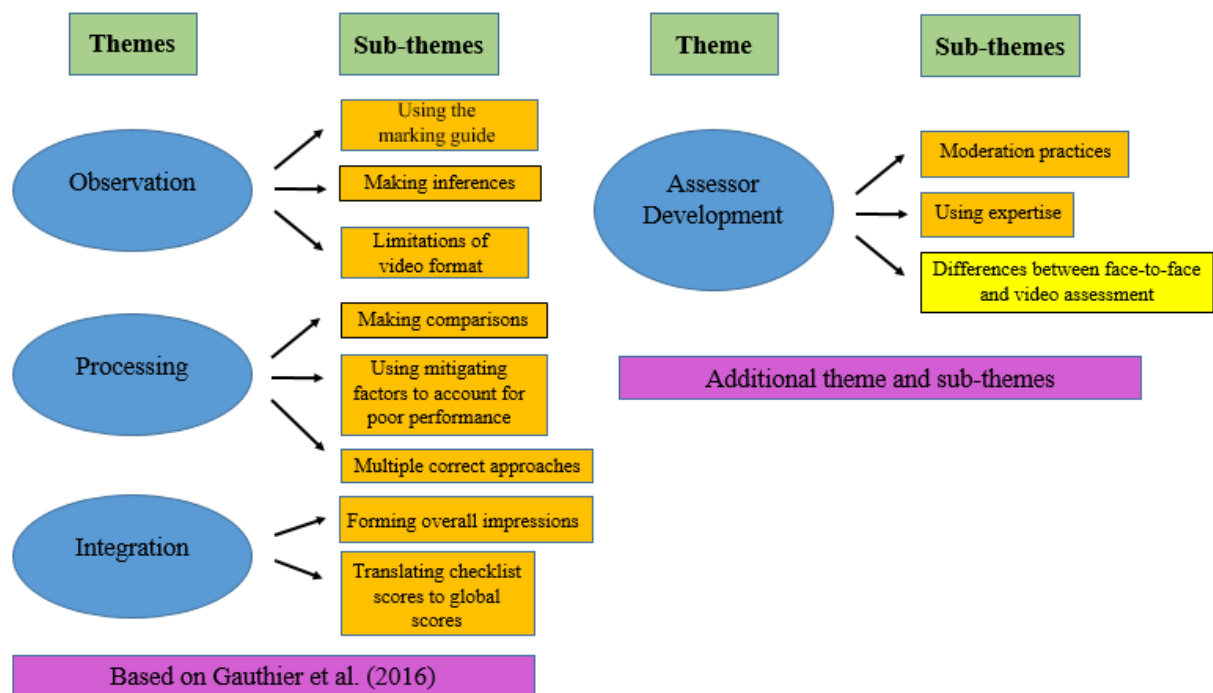 Themes
Sub-themes
Observation
Using the
marking guide
Making inferences
Limitations of
video format
Processing
Making comparisons
Using mitigating
factors to account for
poor performance
Multiple correct approaches
Integration
Forming overall impressions
Translating checklist
scores to global
scores
Based on Gauthier et al. (2016)
Theme
Sub-themes
Assessor
Development
Moderation practices
Using expertise
Differences between face-to-face
and video assessment
Additional theme and sub-themes